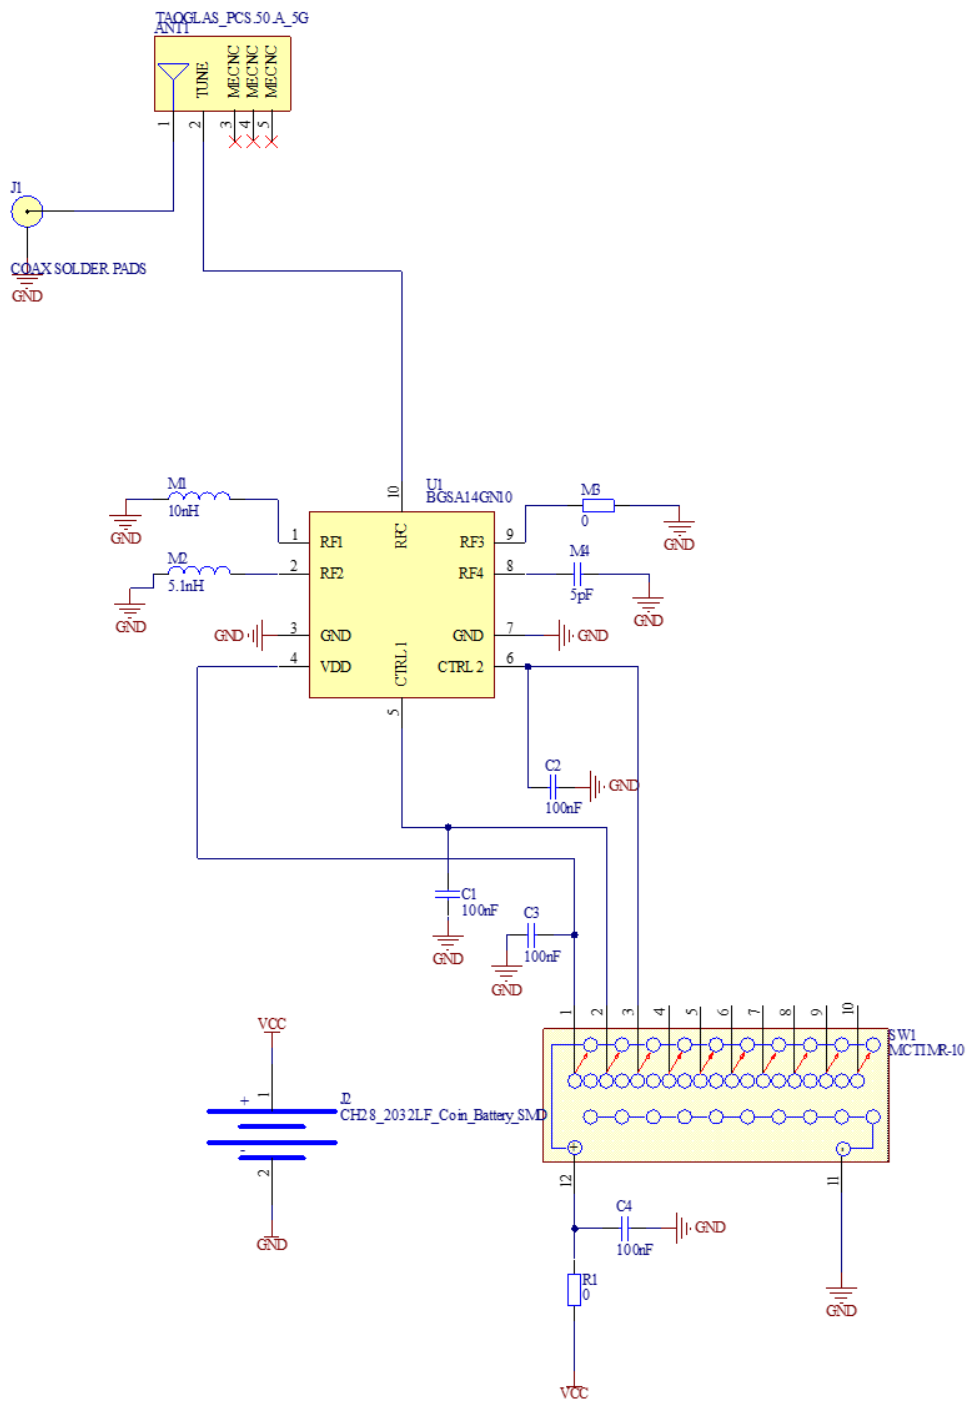 TAOGLAS_PCS.50.A_5G
ANT1
TUNE
MECNC
MECNC
MECNC
1
2
3
4
5
J1
COAX SOLDER PADS
GND
U1
BGSA14GN10
10
RFC
M1
10nH
GND
1
RF1
M2
5.1nH
GND
2
RF2
GND
3
GND
4
VDD
CTRL 1
5
RF3
9
M3
0
GND
RF4
8
M4
5pF
GND
GND
7
GND
CTRL 2
6
C2
100nF
GND
C1
100nF
GND
C3
100nF
GND
1
2
3
4
5
6
7
8
9
10
SW1
MCTIMR-10
+
-
12
11
VCC
1
+
-
J2
CH28_2032LF_Coin_Battery_SMD
2
GND
C4
100nF
GND
R1
0
VCC
GND